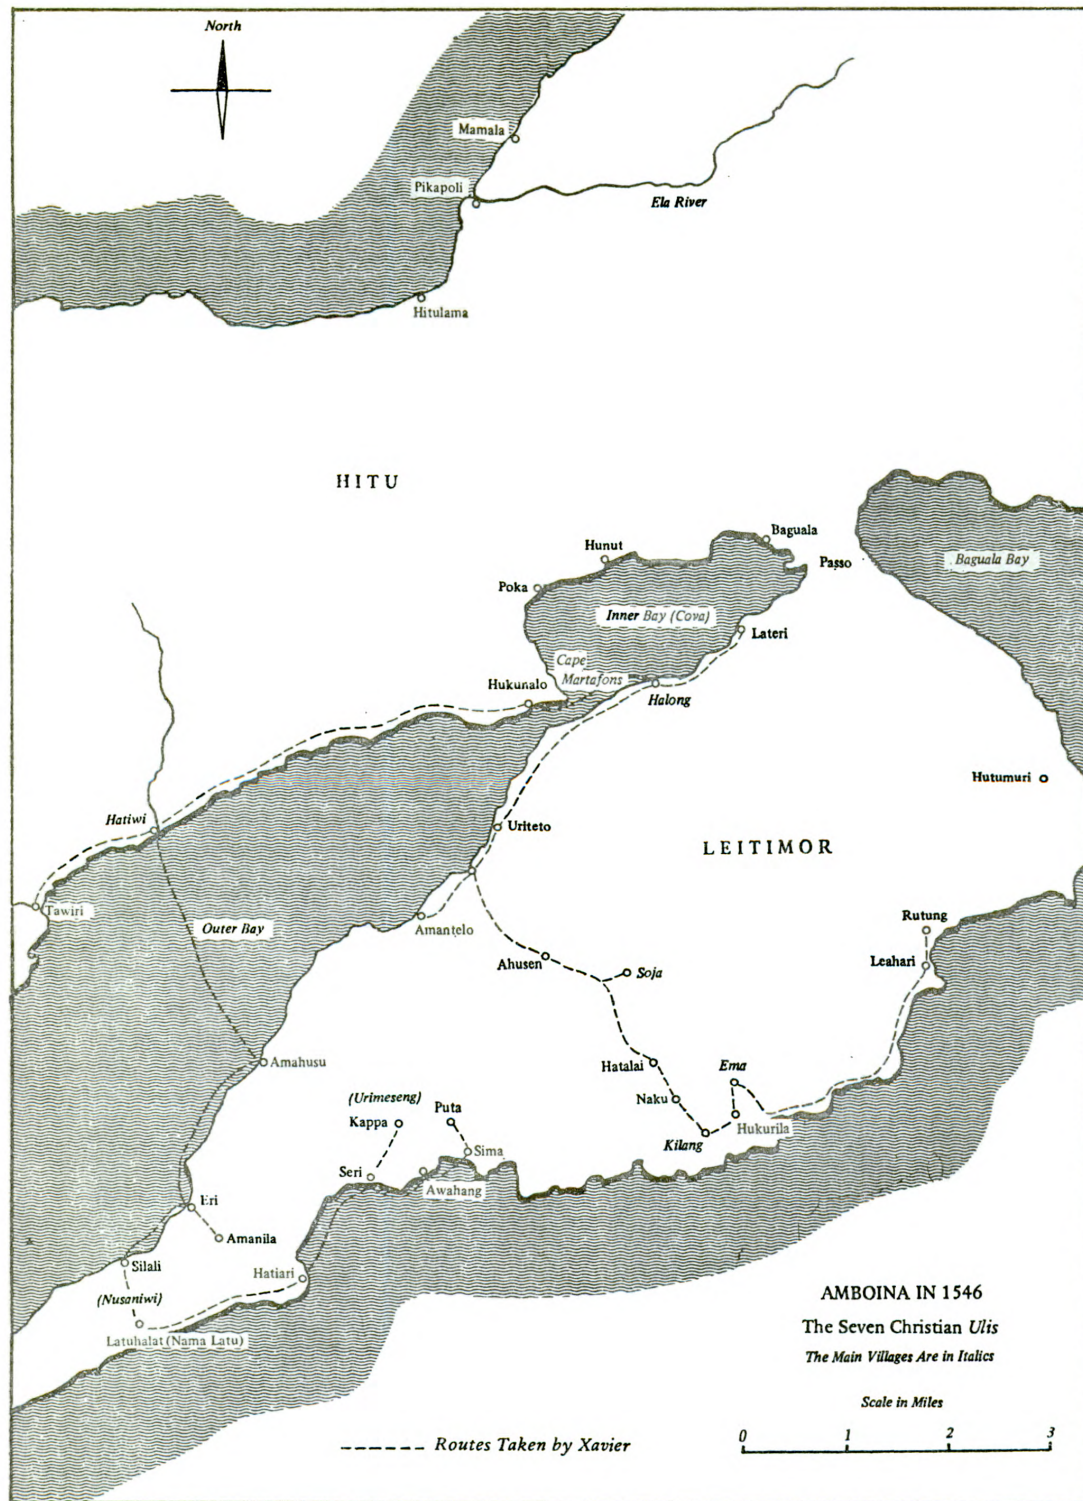 North
Mamala
Pikapoli
Ela River
Hitulama
HITU
Baguala
Hunut
Passo
Baguala Bay
Poka
Inner Bay (Cova)
Lateri
Cape
Martafons
Hukunalo
Halong
Hutumuri
Hatiwi
Uriteto
LEITIMOR
Tawiri
Outer Bay
Amantelo
Rutung
Ahusen
Soja
Leahari
Amahusu
Hatalai
Ema
(Urimeseng)
Naku
Kappa
Puta
Hukurila
Kilang
Sima
Seri
Awahang
Eri
Amanila
Silali
Hatiari
(Nusaniwi)
Latuhalat (Nama Latu)
AMBOINA IN 1546
The Seven Christian Ulis
The Main Villages Are in Italics
Scale in Miles
0 1 2 3
Routes Taken by Xavier